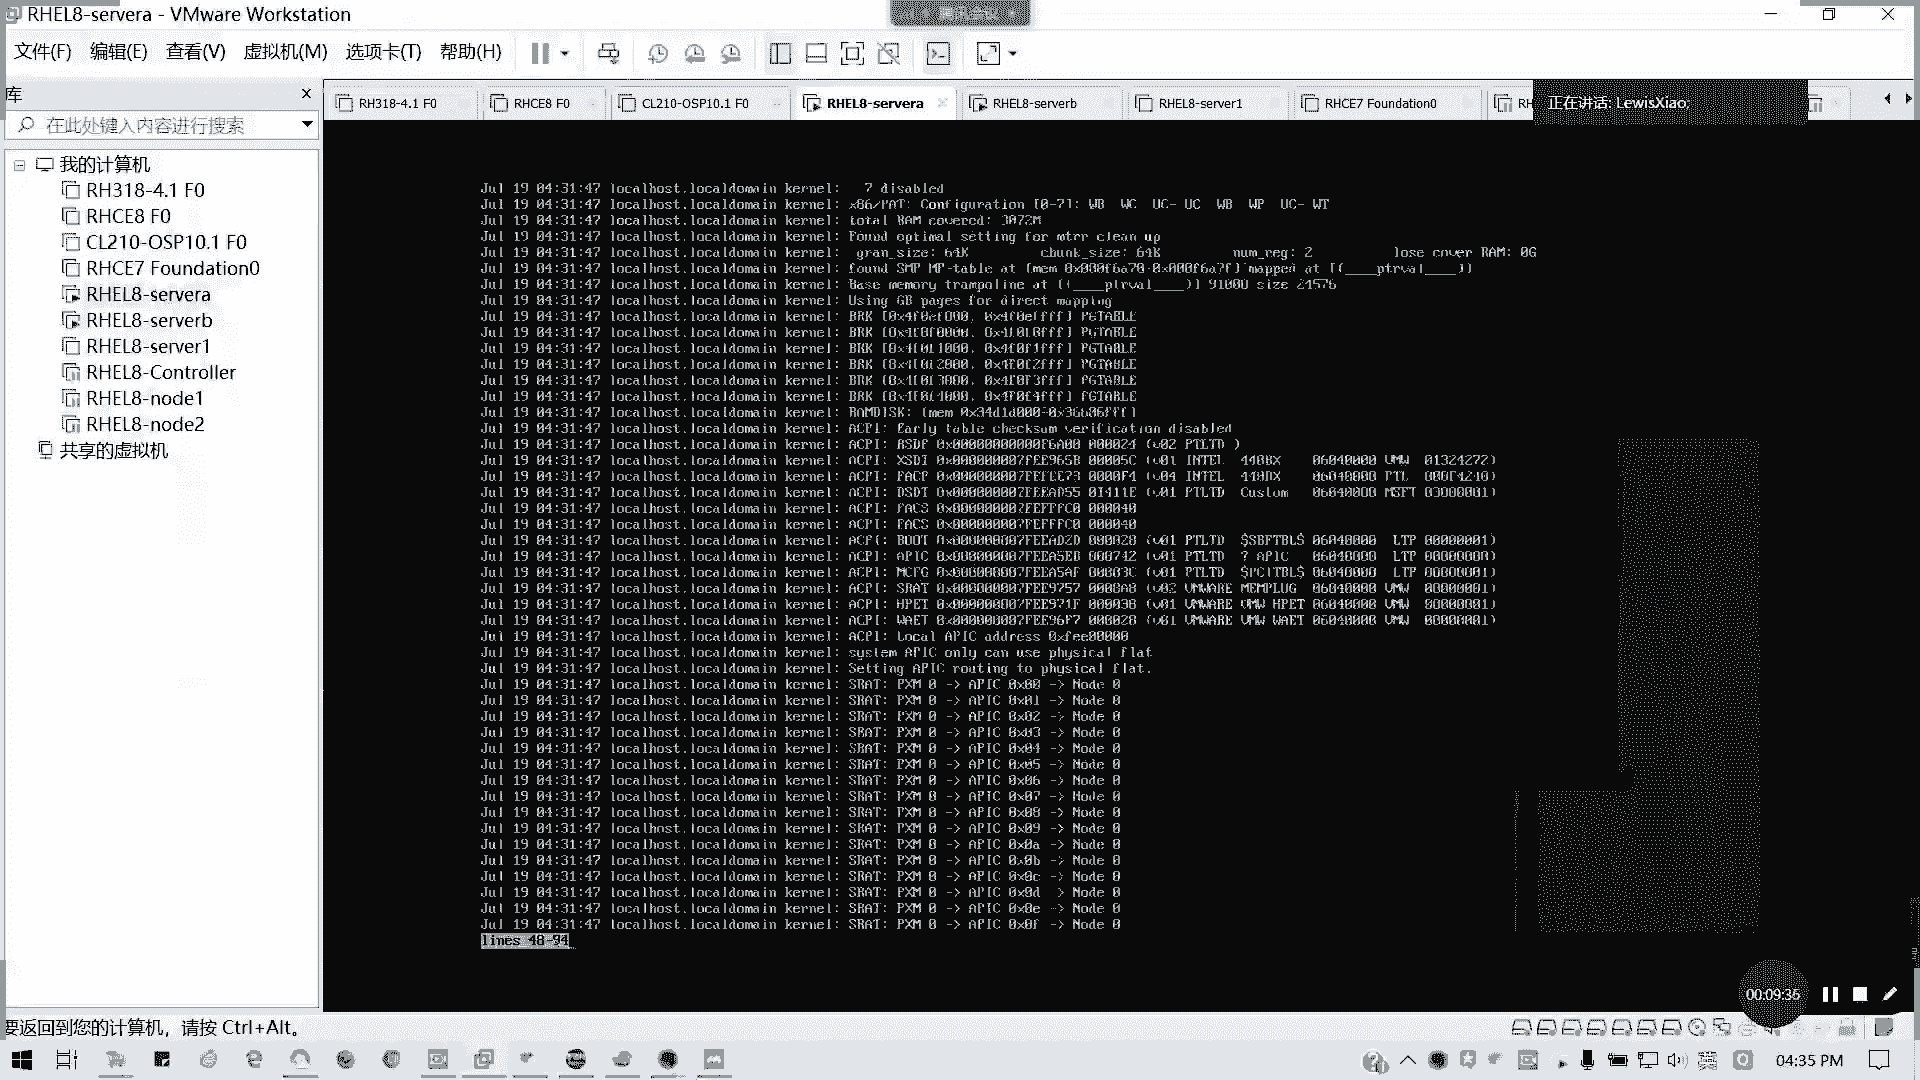 RHEL8-servera - VMware Workstation
文件(F) 编辑(E) 查看(V) 虚拟机(M) 选项卡(T) 帮助(H)
库
在此处键入内容进行搜索
我的计算机
RH318-4.1 F0
RHCE8 F0
CL210-OSP10.1 F0
RHCE7 Foundation0
RHEL8-servera
RHEL8-serverb
RHEL8-server1
RHEL8-Controller
RHEL8-node1
RHEL8-node2
共享的虚拟机
RH318-4.1 F0 RHCE8 F0 CL210-OSP10.1 F0 RHEL8-servera RHEL8-serverb RHEL8-server1 RHCE7 Foundation0 RH
正在讲话: LewisXiao;
Jul 19 04:31:47 localhost.localdomain kernel: 7 disabled
Jul 19 04:31:47 localhost.localdomain kernel: x86/PAT: Configuration [0-7]: WB WC UC- UC WB WP UC- WT
Jul 19 04:31:47 localhost.localdomain kernel: total RAM covered: 3072M
Jul 19 04:31:47 localhost.localdomain kernel: Found optimal setting for mtrr clean up
Jul 19 04:31:47 localhost.localdomain kernel: gran_size: 64K chunk_size: 64K num_reg: 2 lose cover RAM: 0G
Jul 19 04:31:47 localhost.localdomain kernel: found SMP MP-table at [mem 0x000f6a70-0x000f6a7f] mapped at [(____ptrval____)]
Jul 19 04:31:47 localhost.localdomain kernel: Base memory trampoline at [(____ptrval____)] 91000 size 24576
Jul 19 04:31:47 localhost.localdomain kernel: Using GB pages for direct mapping
Jul 19 04:31:47 localhost.localdomain kernel: BRK PGTABLE
Jul 19 04:31:47 localhost.localdomain kernel: BRK PGTABLE
Jul 19 04:31:47 localhost.localdomain kernel: BRK PGTABLE
Jul 19 04:31:47 localhost.localdomain kernel: BRK PGTABLE
Jul 19 04:31:47 localhost.localdomain kernel: BRK PGTABLE
Jul 19 04:31:47 localhost.localdomain kernel: BRK PGTABLE
Jul 19 04:31:47 localhost.localdomain kernel: RAMDISK: [mem
Jul 19 04:31:47 localhost.localdomain kernel: ACPI: Early table checksum verification disabled
Jul 19 04:31:47 localhost.localdomain kernel: ACPI: RSDP 000024 (v02 PTLTD )
Jul 19 04:31:47 localhost.localdomain kernel: ACPI: XSDT 00005C (v01 INTEL 440BX 06040000 VMW 01324272)
Jul 19 04:31:47 localhost.localdomain kernel: ACPI: FACP 0000F4 (v04 INTEL 440BX 06040000 PTL 000F4240)
Jul 19 04:31:47 localhost.localdomain kernel: ACPI: DSDT (v01 PTLTD Custom 06040000 MSFT 03000001)
Jul 19 04:31:47 localhost.localdomain kernel: ACPI: FACS 000040
Jul 19 04:31:47 localhost.localdomain kernel: ACPI: FACS 000040
Jul 19 04:31:47 localhost.localdomain kernel: ACPI: BOOT 000028 (v01 PTLTD $SBFTBL$ 06040000 LTP 00000001)
Jul 19 04:31:47 localhost.localdomain kernel: ACPI: APIC 000742 (v01 PTLTD ? APIC 06040000 LTP 00000000)
Jul 19 04:31:47 localhost.localdomain kernel: ACPI: MCFG 00003C (v01 PTLTD $PCITBL$ 06040000 LTP 00000001)
Jul 19 04:31:47 localhost.localdomain kernel: ACPI: SRAT (v02 VMWARE MEMPLUG 06040000 VMW 00000001)
Jul 19 04:31:47 localhost.localdomain kernel: ACPI: HPET 000038 (v01 VMWARE VMW HPET 06040000 VMW 00000001)
Jul 19 04:31:47 localhost.localdomain kernel: ACPI: WAET 000028 (v01 VMWARE VMW WAET 06040000 VMW 00000001)
Jul 19 04:31:47 localhost.localdomain kernel: ACPI: Local APIC address 0xfee00000
Jul 19 04:31:47 localhost.localdomain kernel: system APIC only can use physical flat
Jul 19 04:31:47 localhost.localdomain kernel: Setting APIC routing to physical flat.
Jul 19 04:31:47 localhost.localdomain kernel: SRAT: PXM 0 -> APIC 0x00 -> Node 0
Jul 19 04:31:47 localhost.localdomain kernel: SRAT: PXM 0 -> APIC 0x01 -> Node 0
Jul 19 04:31:47 localhost.localdomain kernel: SRAT: PXM 0 -> APIC 0x02 -> Node 0
Jul 19 04:31:47 localhost.localdomain kernel: SRAT: PXM 0 -> APIC 0x03 -> Node 0
Jul 19 04:31:47 localhost.localdomain kernel: SRAT: PXM 0 -> APIC 0x04 -> Node 0
Jul 19 04:31:47 localhost.localdomain kernel: SRAT: PXM 0 -> APIC 0x05 -> Node 0
Jul 19 04:31:47 localhost.localdomain kernel: SRAT: PXM 0 -> APIC 0x06 -> Node 0
Jul 19 04:31:47 localhost.localdomain kernel: SRAT: PXM 0 -> APIC 0x07 -> Node 0
Jul 19 04:31:47 localhost.localdomain kernel: SRAT: PXM 0 -> APIC 0x08 -> Node 0
Jul 19 04:31:47 localhost.localdomain kernel: SRAT: PXM 0 -> APIC 0x09 -> Node 0
Jul 19 04:31:47 localhost.localdomain kernel: SRAT: PXM 0 -> APIC 0x0a -> Node 0
Jul 19 04:31:47 localhost.localdomain kernel: SRAT: PXM 0 -> APIC 0x0b -> Node 0
Jul 19 04:31:47 localhost.localdomain kernel: SRAT: PXM 0 -> APIC 0x0c -> Node 0
Jul 19 04:31:47 localhost.localdomain kernel: SRAT: PXM 0 -> APIC 0x0d -> Node 0
Jul 19 04:31:47 localhost.localdomain kernel: SRAT: PXM 0 -> APIC 0x0e -> Node 0
Jul 19 04:31:47 localhost.localdomain kernel: SRAT: PXM 0 -> APIC 0x0f -> Node 0
lines 48-94
00:09:35
要返回到您的计算机，请按 Ctrl+Alt。
英
04:35 PM